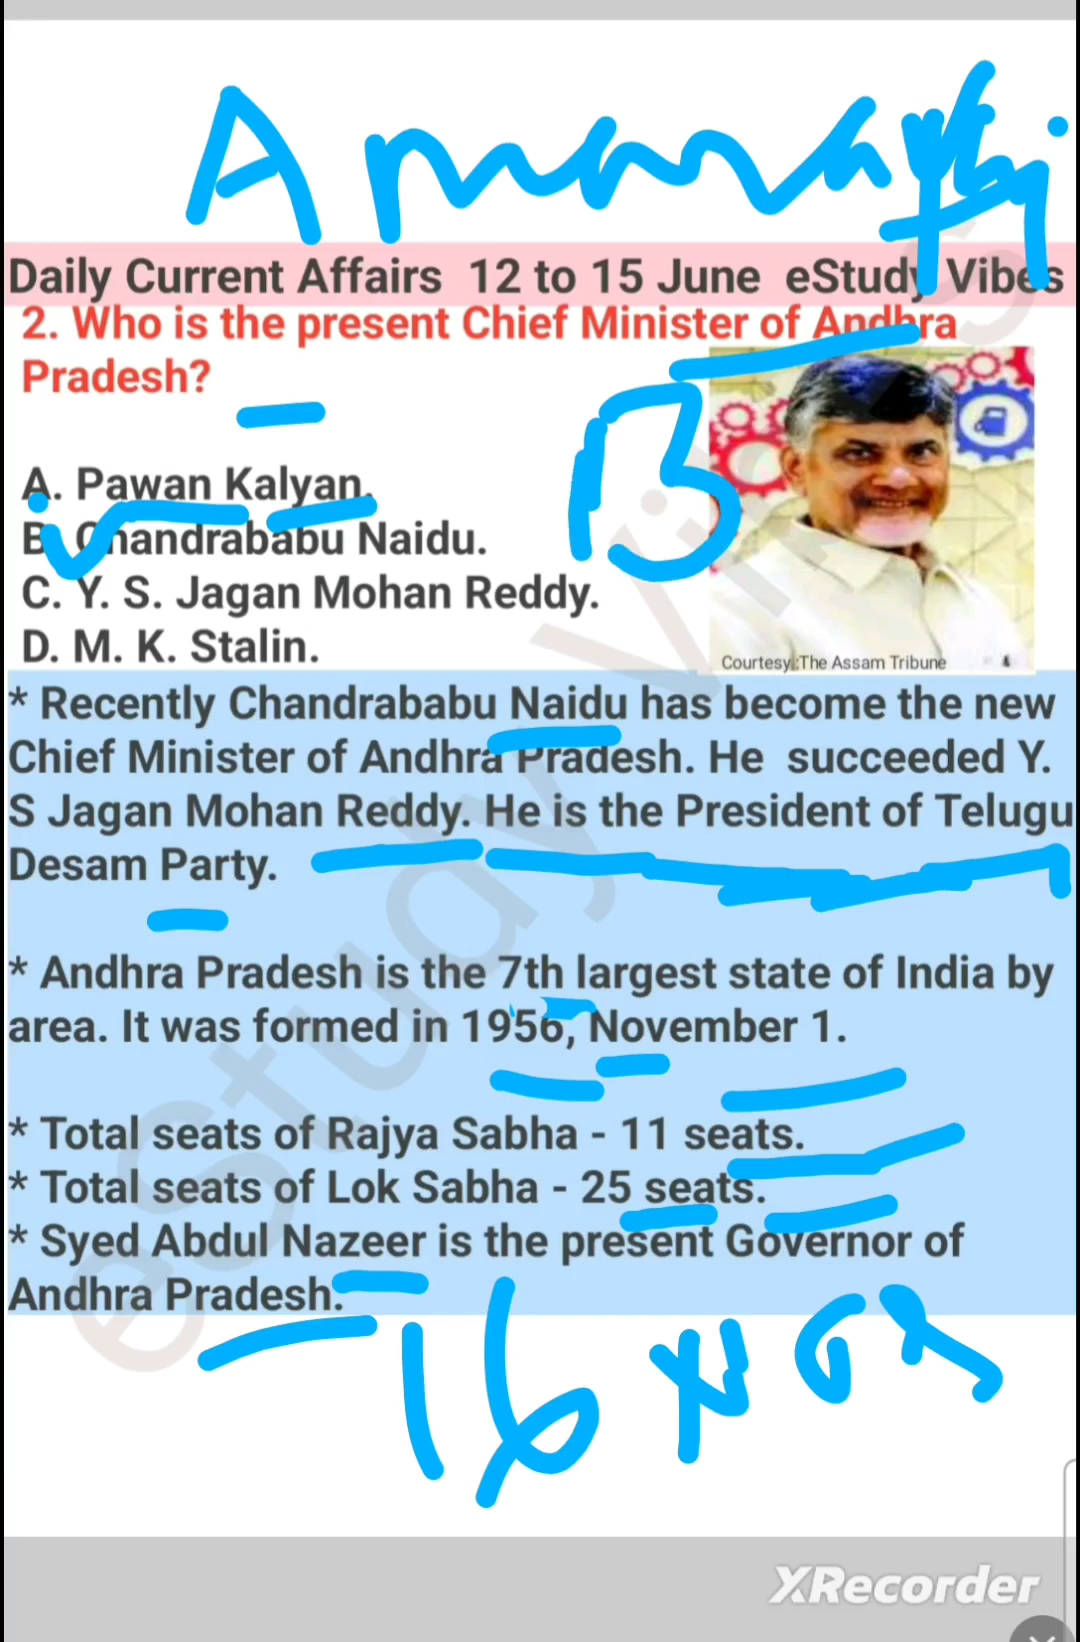 Amaravathi
Daily Current Affairs 12 to 15 June eStudy Vibes
2. Who is the present Chief Minister of Andhra
Pradesh?
B
A. Pawan Kalyan.
B. Chandrababu Naidu.
C. Y. S. Jagan Mohan Reddy.
D. M. K. Stalin.
Courtesy:The Assam Tribune
* Recently Chandrababu Naidu has become the new
Chief Minister of Andhra Pradesh. He succeeded Y.
S Jagan Mohan Reddy. He is the President of Telugu
Desam Party.
* Andhra Pradesh is the 7th largest state of India by
area. It was formed in 1956, November 1.
* Total seats of Rajya Sabha - 11 seats.
* Total seats of Lok Sabha - 25 seats.
* Syed Abdul Nazeer is the present Governor of
Andhra Pradesh.
16
eStudy Vibes
XRecorder